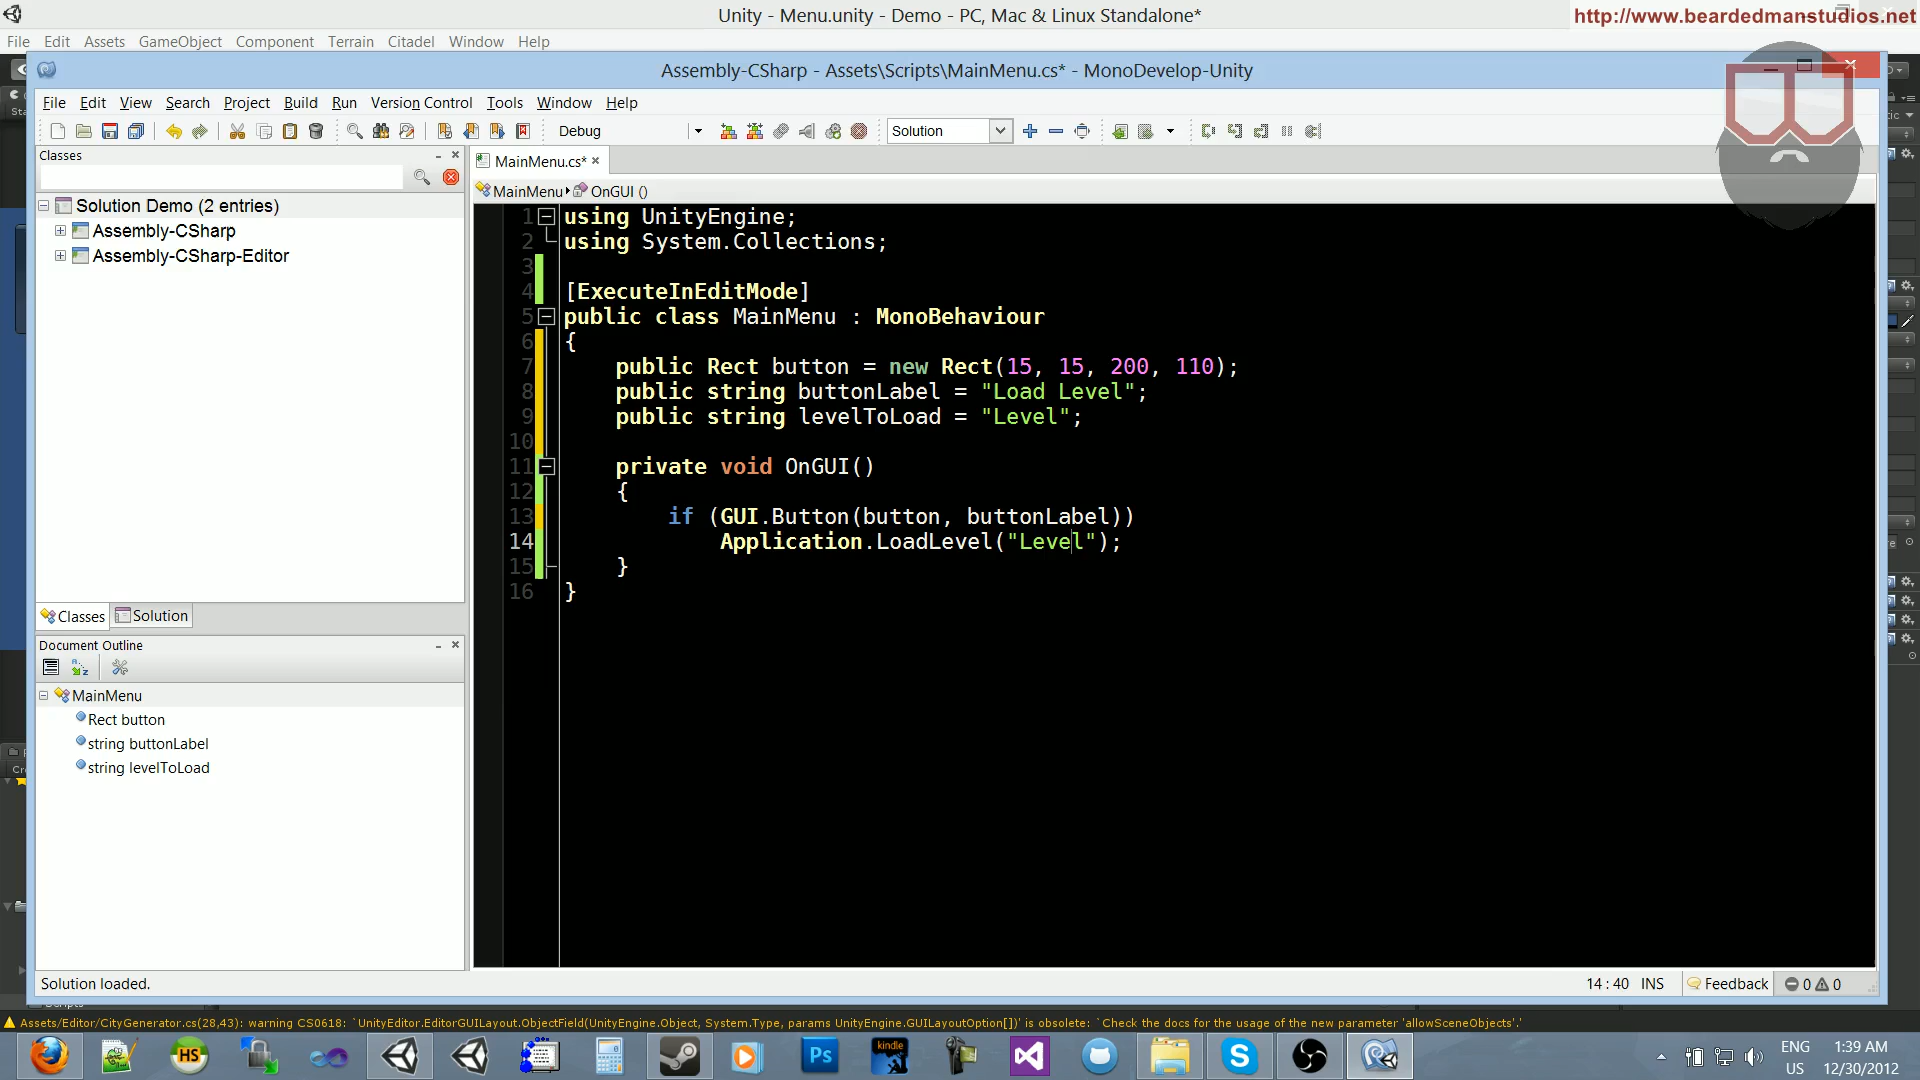 Unity - Menu.unity - Demo - PC, Mac & Linux Standalone*
http://www.beardedmanstudios.net
File Edit Assets GameObject Component Terrain Citadel Window Help
Assembly-CSharp - Assets\Scripts\MainMenu.cs* - MonoDevelop-Unity
File Edit View Search Project Build Run Version Control Tools Window Help
Debug
Solution
Classes
MainMenu.cs*
MainMenu OnGUI ()
Solution Demo (2 entries)
Assembly-CSharp
Assembly-CSharp-Editor
1 using UnityEngine;
2 using System.Collections;
3
4 [ExecuteInEditMode]
5 public class MainMenu : MonoBehaviour
6 {
7 public Rect button = new Rect(15, 15, 200, 110);
8 public string buttonLabel = "Load Level";
9 public string levelToLoad = "Level";
10
11 private void OnGUI()
12 {
13 if (GUI.Button(button, buttonLabel))
14 Application.LoadLevel("Level");
15 }
16 }
Classes Solution
Document Outline
MainMenu
Rect button
string buttonLabel
string levelToLoad
Solution loaded.
14 : 40 INS Feedback 0 0
Assets/Editor/CityGenerator.cs(28,43): warning CS0618: `UnityEditor.EditorGUILayout.ObjectField(UnityEngine.Object, System.Type, params UnityEngine.GUILayoutOption[])' is obsolete: `Check the docs for the usage of the new parameter 'allowSceneObjects'.'
HS
Ps
kindle
ENG
US
1:39 AM
12/30/2012